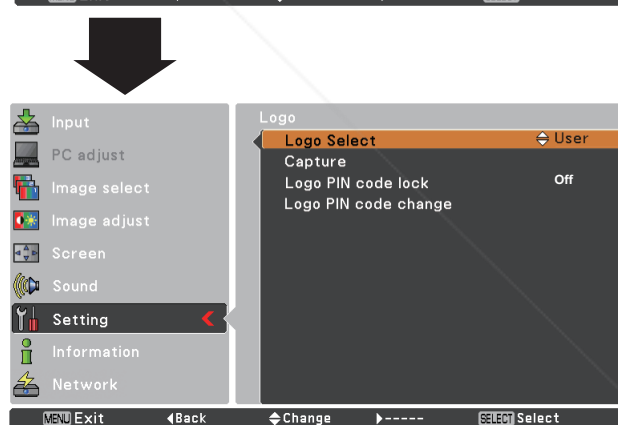 Input
PC adjust
Image select
Image adjust
Screen
Sound
Setting
Information
Network
Logo
Logo Select User
Capture
Logo PIN code lock Off
Logo PIN code change
MENU Exit Back Change ----- SELECT Select